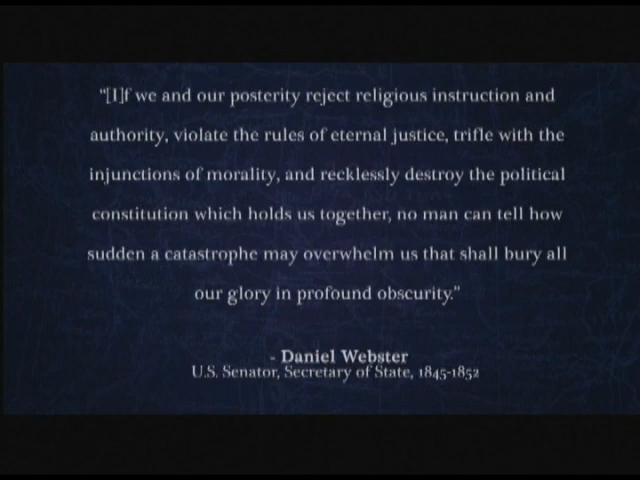 "[I]f we and our posterity reject religious instruction and
authority, violate the rules of eternal justice, trifle with the
injunctions of morality, and recklessly destroy the political
constitution which holds us together, no man can tell how
sudden a catastrophe may overwhelm us that shall bury all
our glory in profound obscurity."
- Daniel Webster
U.S. Senator, Secretary of State, 1845-1852